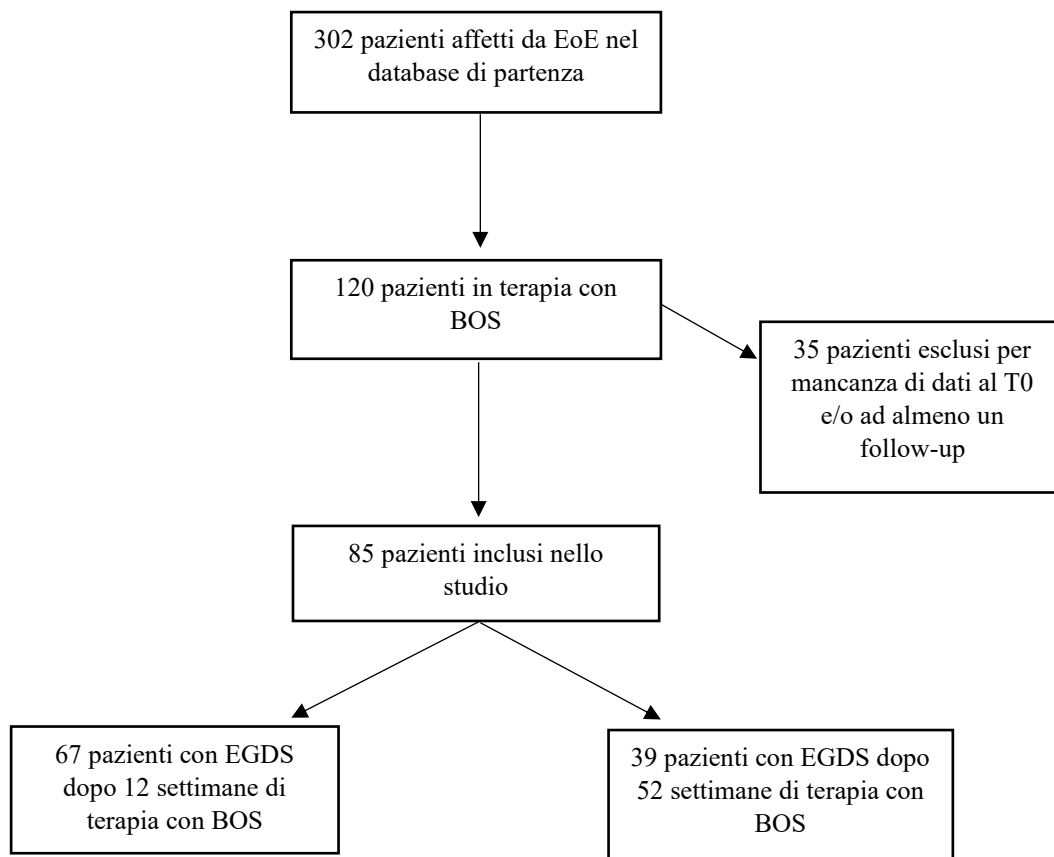 302 pazienti affetti da EoE nel
database di partenza
120 pazienti in terapia con
BOS
35 pazienti esclusi per
mancanza di dati al T0
e/o ad almeno un
follow-up
85 pazienti inclusi nello
studio
67 pazienti con EGDS
dopo 12 settimane di
terapia con BOS
39 pazienti con EGDS dopo
52 settimane di terapia con
BOS